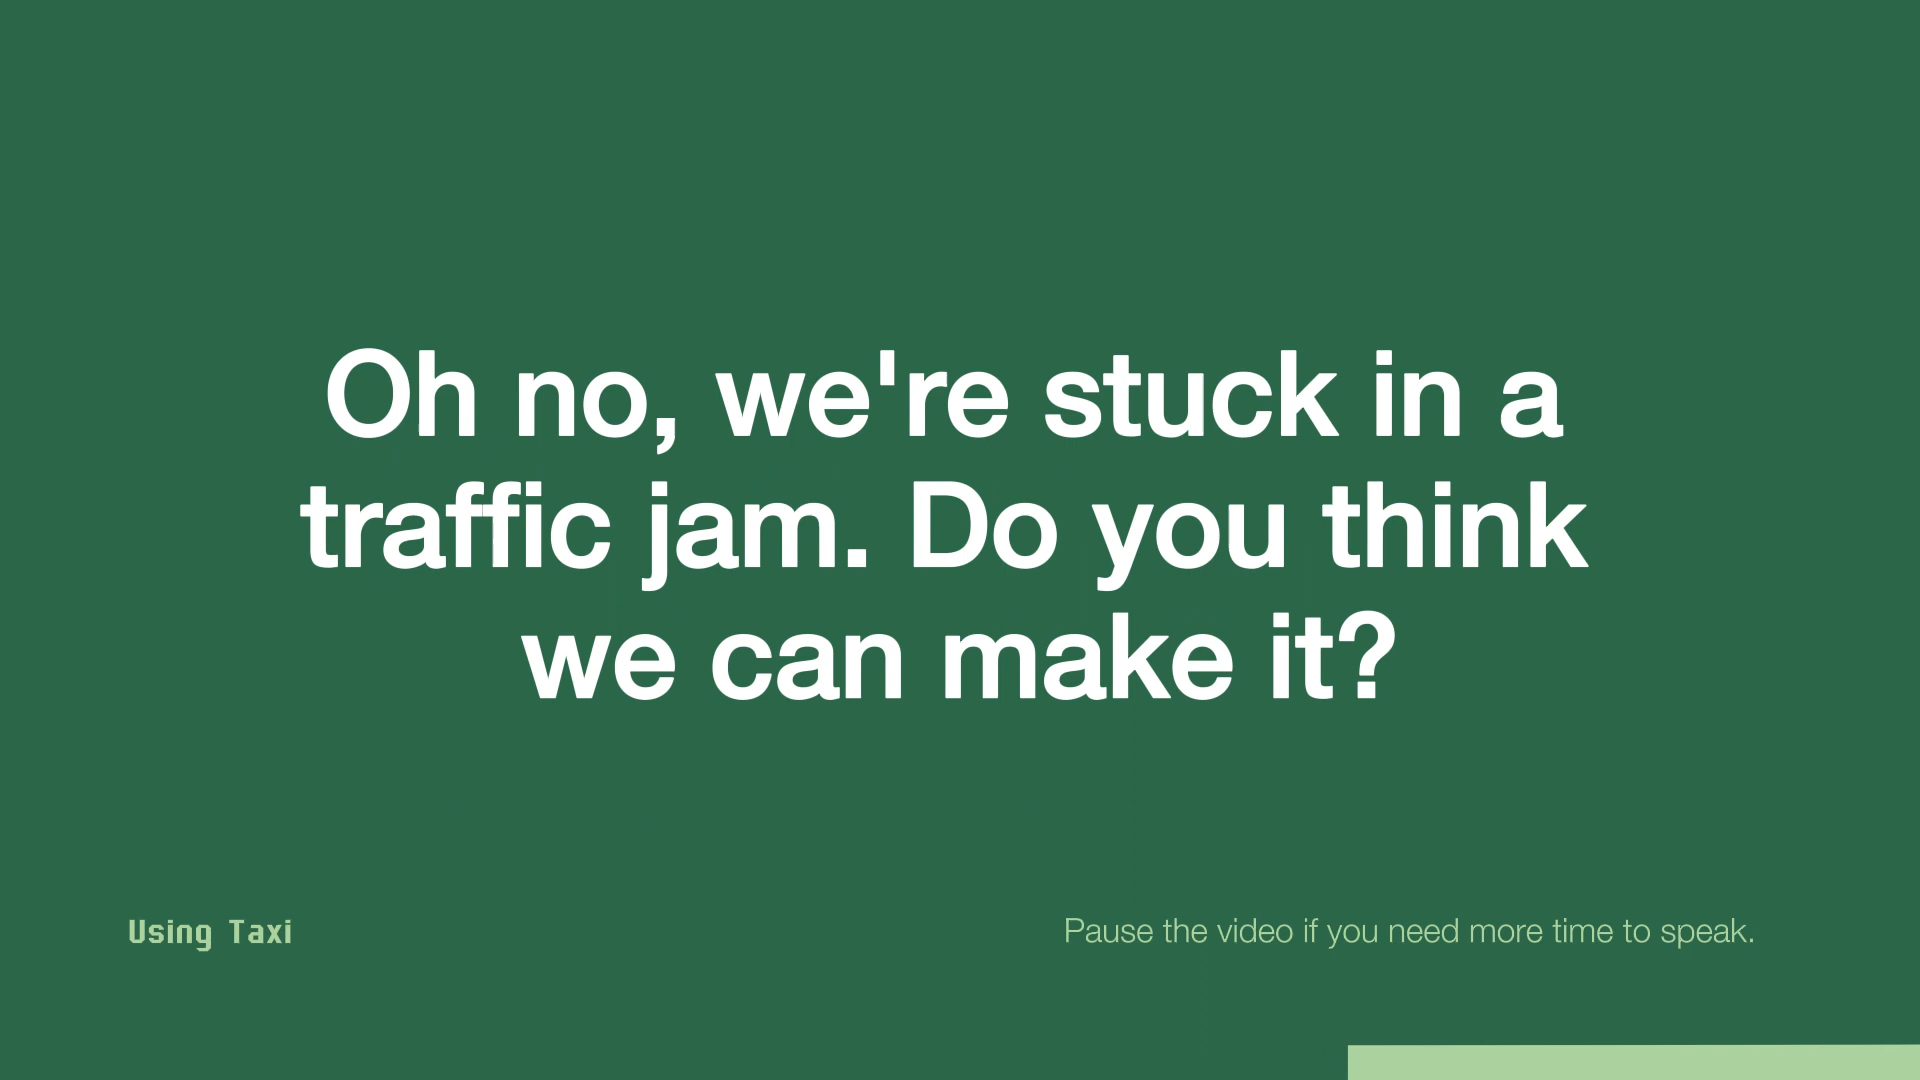 Oh no, we're stuck in a
traffic jam. Do you think
we can make it?
Using Taxi
Pause the video if you need more time to speak.